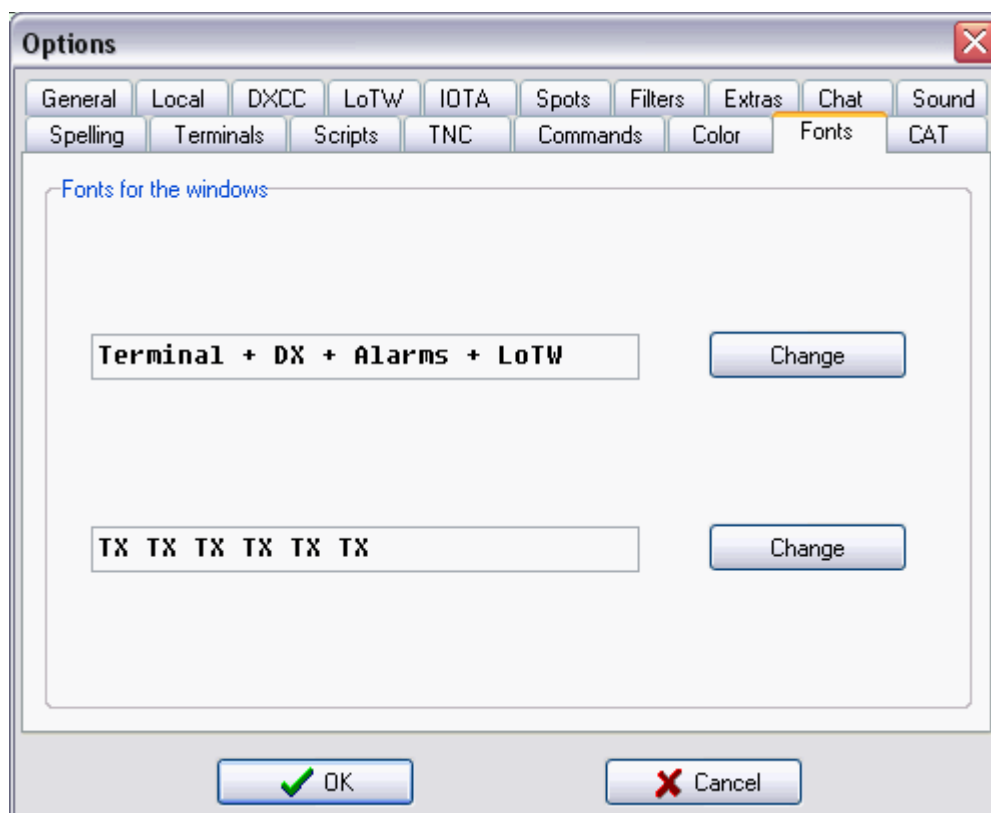 Options
General Local DXCC LoTW IOTA Spots Filters Extras Chat Sound
Spelling Terminals Scripts TNC Commands Color Fonts CAT
Fonts for the windows
Terminal + DX + Alarms + LoTW Change
TX TX TX TX TX TX Change
OK Cancel